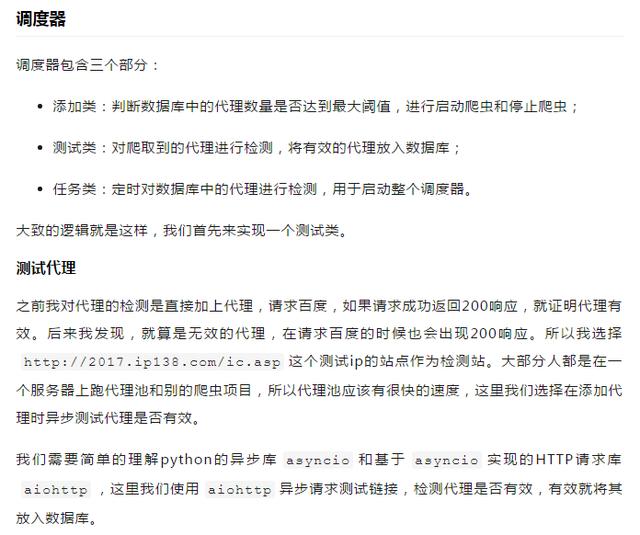 调度器
调度器包含三个部分：
添加类：判断数据库中的代理数量是否达到最大阈值，进行启动爬虫和停止爬虫；
测试类：对爬取到的代理进行检测，将有效的代理放入数据库；
任务类：定时对数据库中的代理进行检测，用于启动整个调度器。
大致的逻辑就是这样，我们首先来实现一个测试类。
测试代理
之前我对代理的检测是直接加上代理，请求百度，如果请求成功返回200响应，就证明代理有
效。后来我发现，就算是无效的代理，在请求百度的时候也会出现200响应。所以我选择
http://2017.ip138.com/ic.asp 这个测试ip的站点作为检测站。大部分人都是在一
个服务器上跑代理池和别的爬虫项目，所以代理池应该有很快的速度，这里我们选择在添加代
理时异步测试代理是否有效。
我们需要简单的理解python的异步库 asyncio 和基于 asyncio 实现的HTTP请求库
aiohttp ，这里我们使用 aiohttp 异步请求测试链接，检测代理是否有效，有效就将其
放入数据库。